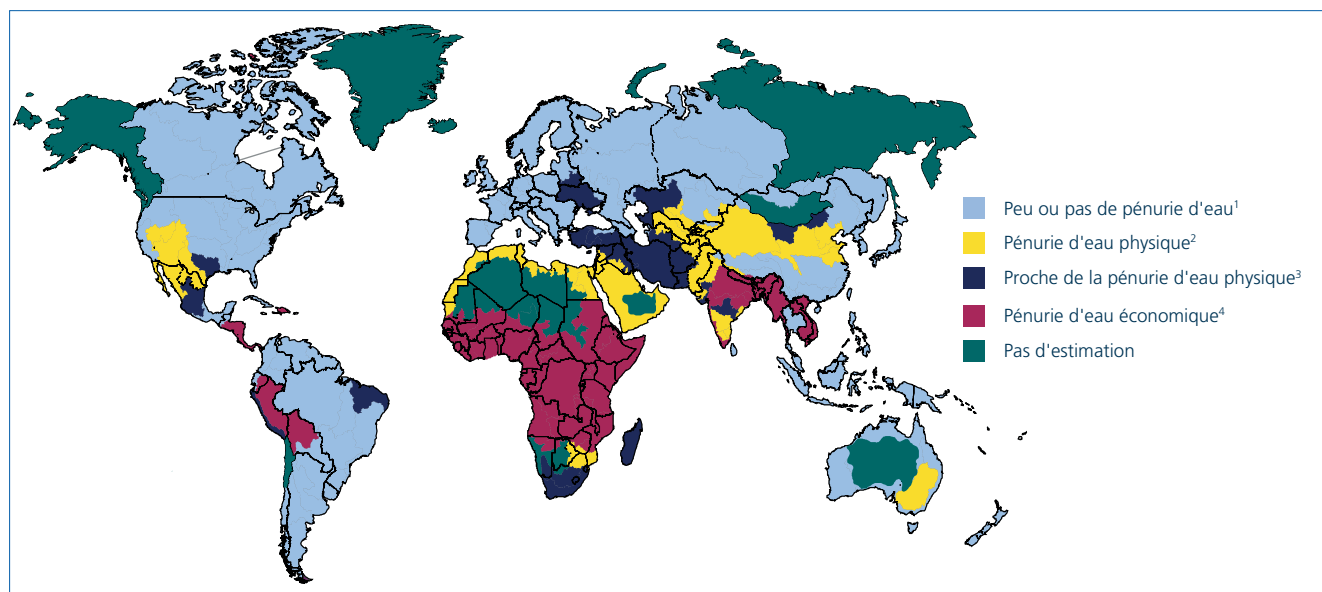 Peu ou pas de pénurie d'eau¹
Pénurie d'eau physique²
Proche de la pénurie d'eau physique³
Pénurie d'eau économique⁴
Pas d'estimation